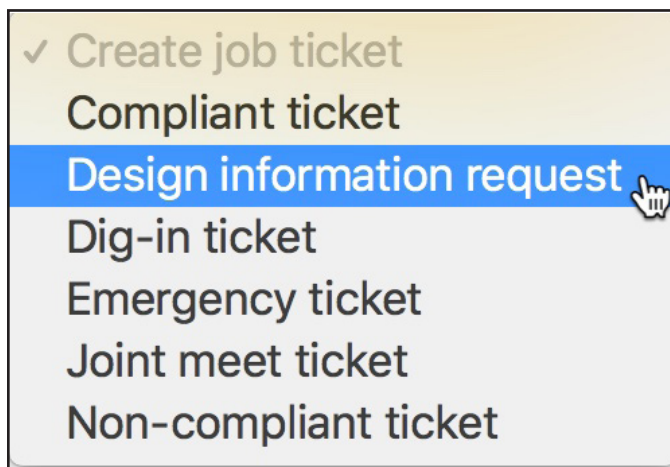 Create job ticket
Compliant ticket
Design information request
Dig-in ticket
Emergency ticket
Joint meet ticket
Non-compliant ticket